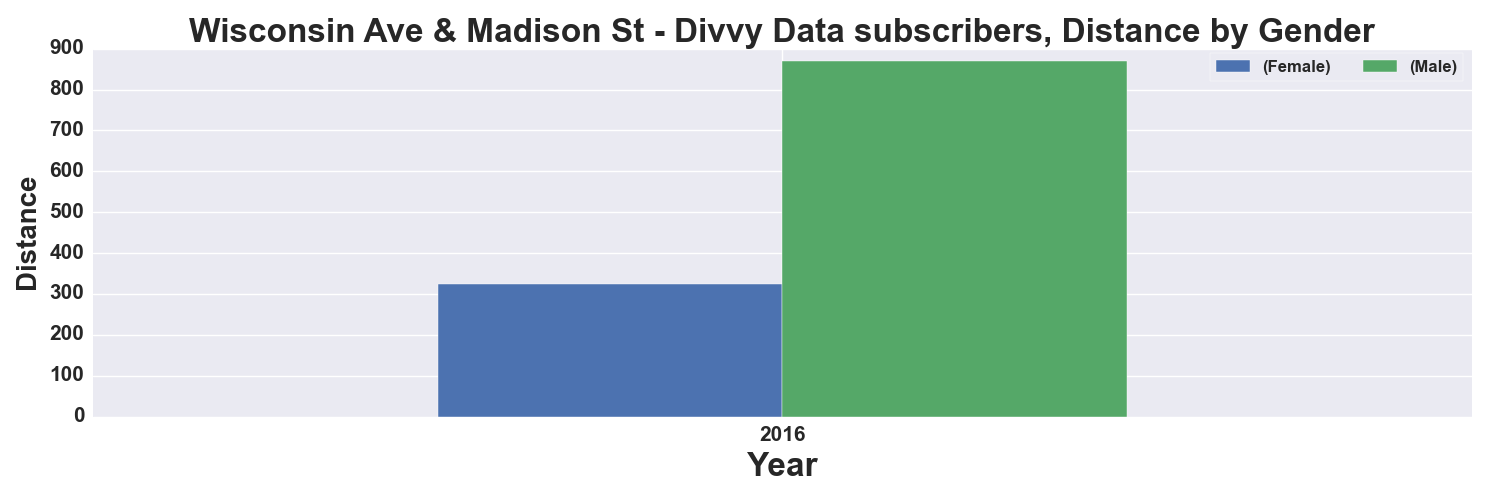 Wisconsin Ave & Madison St - Divvy Data subscribers, Distance by Gender
(Female) (Male)
Distance
900
800
700
600
500
400
300
200
100
0
2016
Year